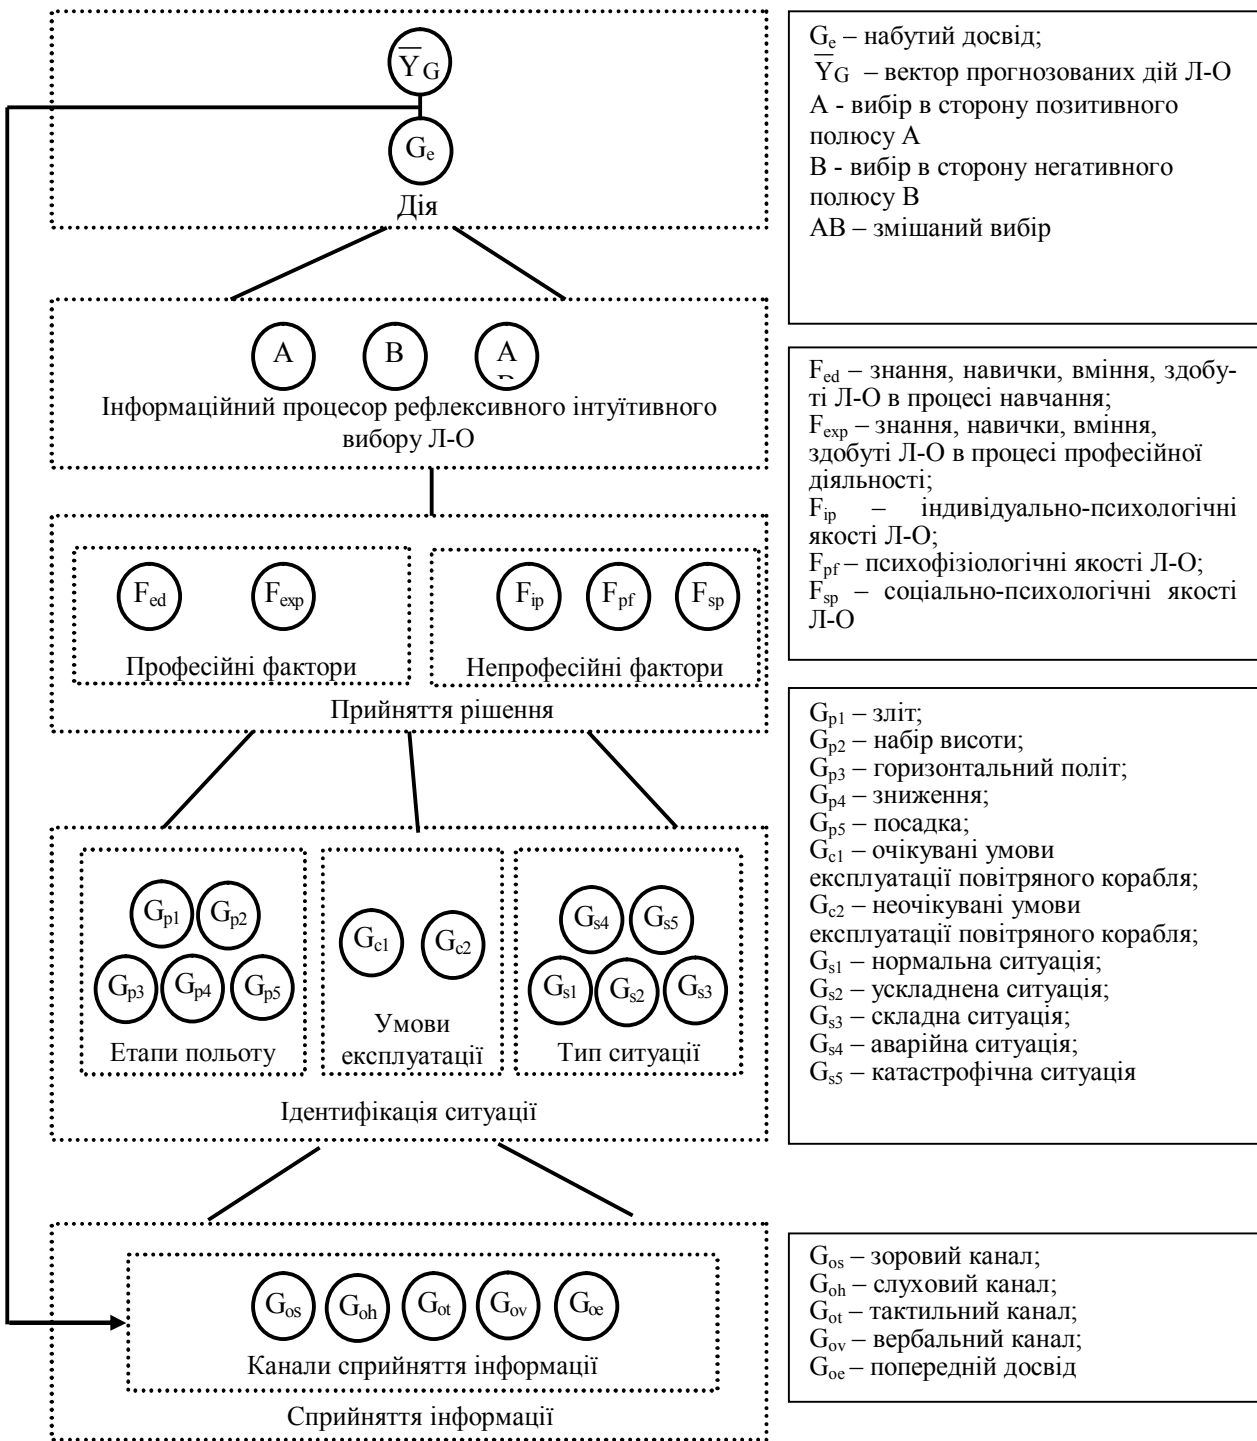 Y̅G
Ge
Дія
A
B
A
Інформаційний процесор рефлексивного інтуїтивного
вибору Л-О
Fed
Fexp
Fip
Fpf
Fsp
Професійні фактори
Непрофесійні фактори
Прийняття рішення
Gp1
Gp2
Gp3
Gp4
Gp5
Етапи польоту
Gc1
Gc2
Умови
експлуатації
Gs4
Gs5
Gs1
Gs2
Gs3
Тип ситуації
Ідентифікація ситуації
Gos
Goh
Got
Gov
Goe
Канали сприйняття інформації
Сприйняття інформації
Ge – набутий досвід;
Y̅G – вектор прогнозованих дій Л-О
А - вибір в сторону позитивного
полюсу А
В - вибір в сторону негативного
полюсу В
АВ – змішаний вибір
Fed – знання, навички, вміння, здобу-
ті Л-О в процесі навчання;
Fexp – знання, навички, вміння,
здобуті Л-О в процесі професійної
діяльності;
Fip – індивідуально-психологічні
якості Л-О;
Fpf – психофізіологічні якості Л-О;
Fsp – соціально-психологічні якості
Л-О
Gp1 – зліт;
Gp2 – набір висоти;
Gp3 – горизонтальний політ;
Gp4 – зниження;
Gp5 – посадка;
Gc1 – очікувані умови
експлуатації повітряного корабля;
Gc2 – неочікувані умови
експлуатації повітряного корабля;
Gs1 – нормальна ситуація;
Gs2 – ускладнена ситуація;
Gs3 – складна ситуація;
Gs4 – аварійна ситуація;
Gs5 – катастрофічна ситуація
Gos – зоровий канал;
Goh – слуховий канал;
Got – тактильний канал;
Gov – вербальний канал;
Goe – попередній досвід